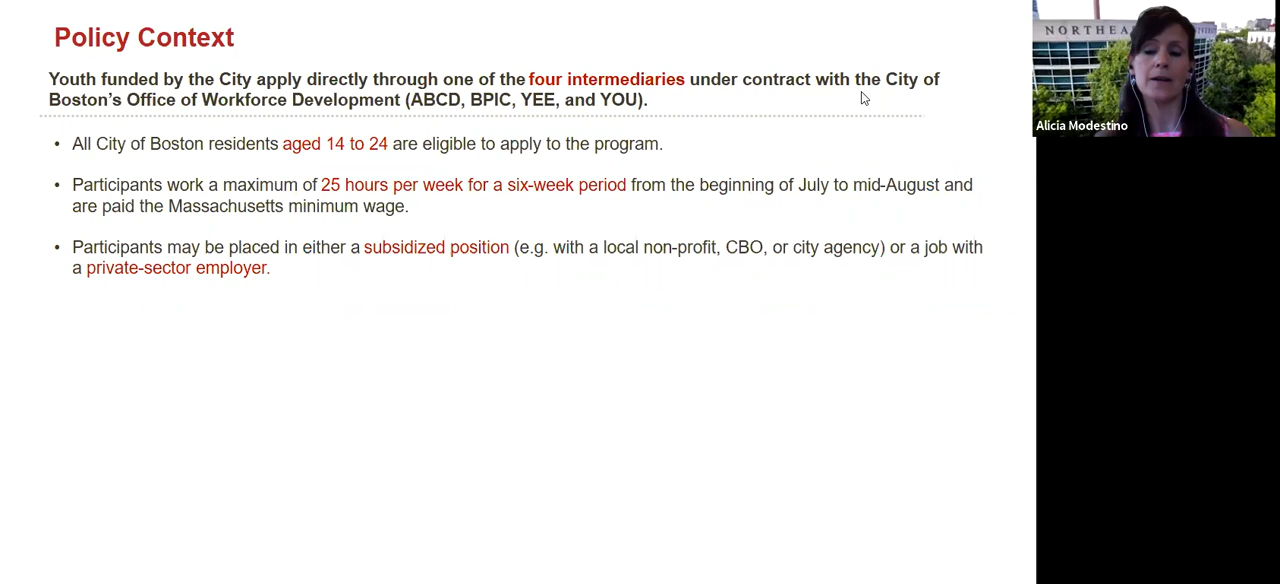 Policy Context
Youth funded by the City apply directly through one of the four intermediaries under contract with the City of
Boston’s Office of Workforce Development (ABCD, BPIC, YEE, and YOU).
• All City of Boston residents aged 14 to 24 are eligible to apply to the program.
• Participants work a maximum of 25 hours per week for a six-week period from the beginning of July to mid-August and
are paid the Massachusetts minimum wage.
• Participants may be placed in either a subsidized position (e.g. with a local non-profit, CBO, or city agency) or a job with
a private-sector employer.
NORTHEA
Alicia Modestino